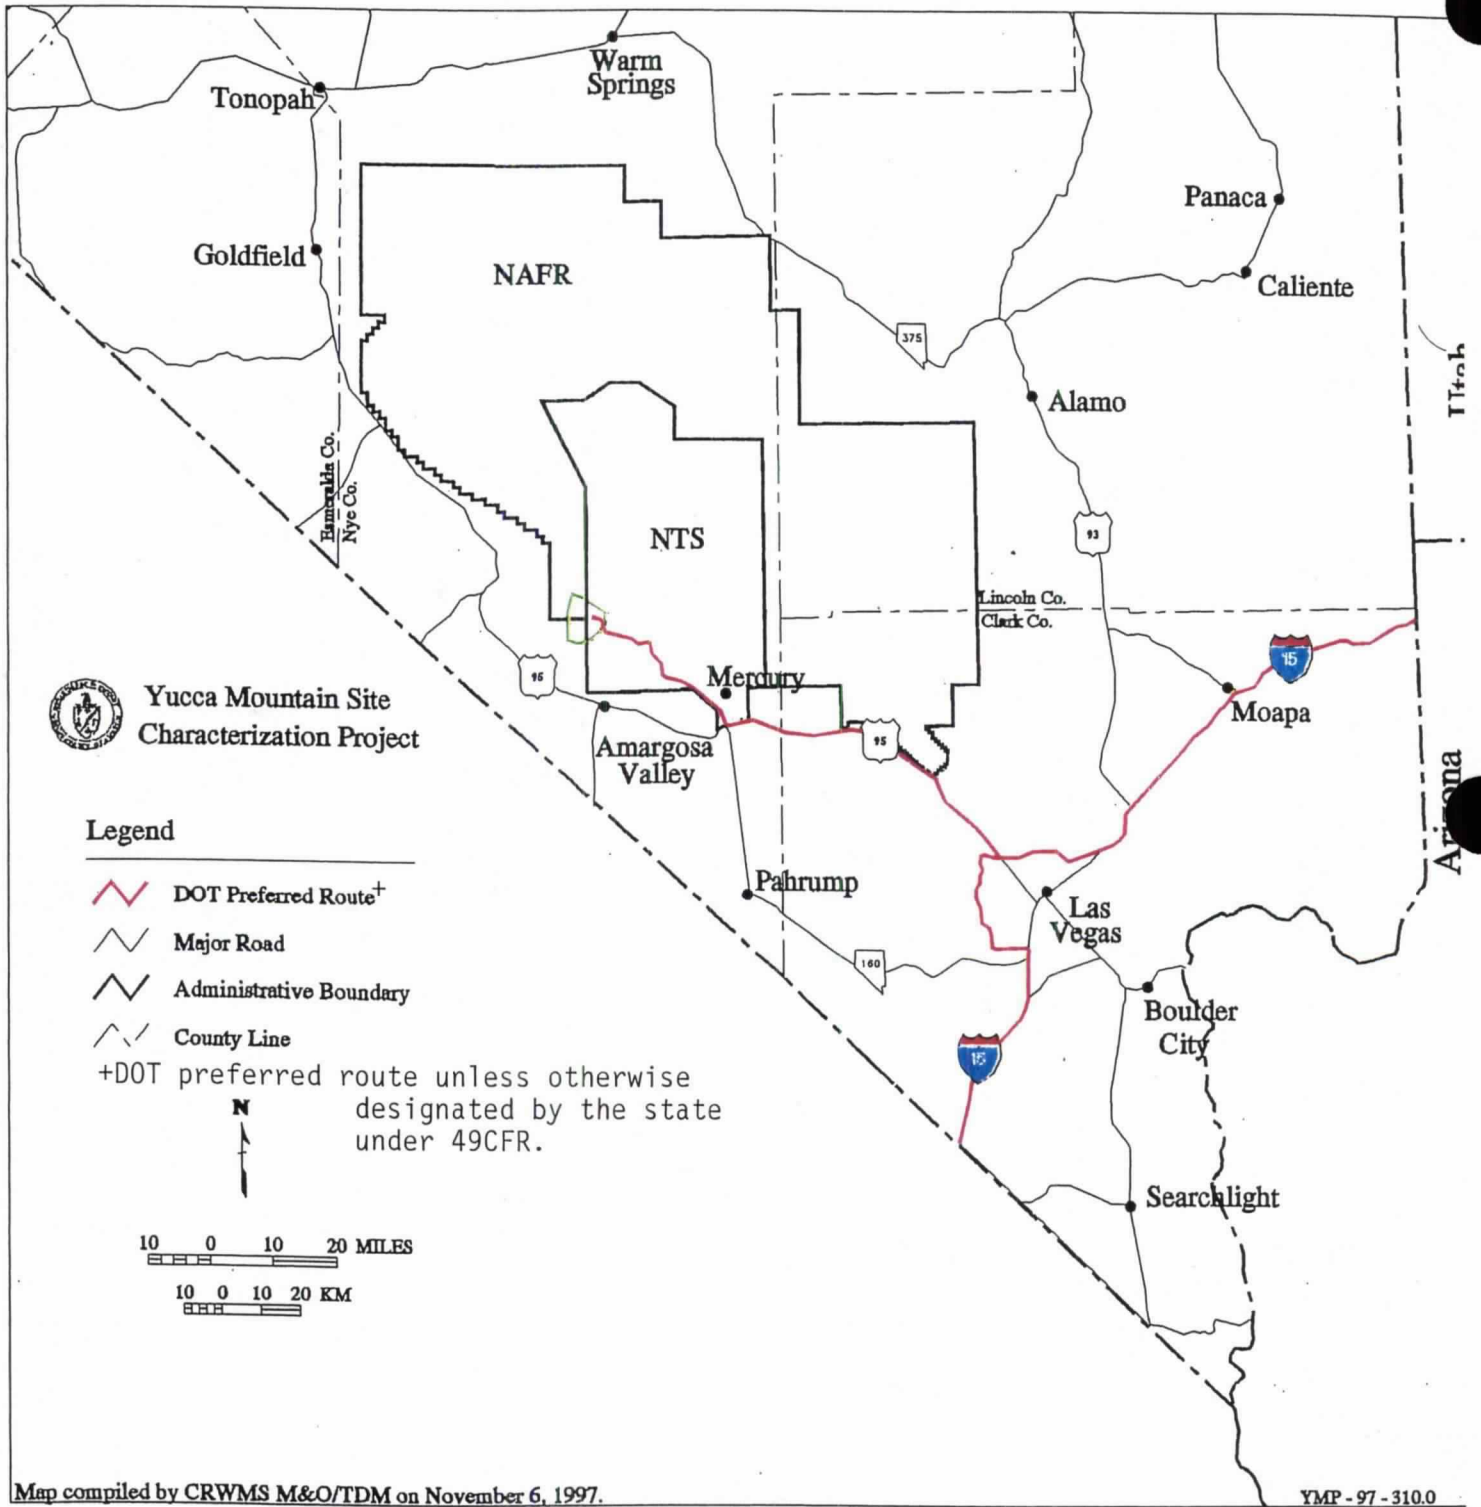 Warm
Springs
Tonopah
Panaca
Goldfield
NAFR
Caliente
375
Utah
Alamo
Esmeralda Co.
Nye Co.
93
NTS
Lincoln Co.
Clark Co.
15
95
Mercury
Moapa
Yucca Mountain Site
Characterization Project
95
Amargosa
Valley
Arizona
Legend
Pahrump
DOT Preferred Route+
Las
Vegas
Major Road
160
Administrative Boundary
Boulder
City
County Line
15
+DOT preferred route unless otherwise
designated by the state
under 49CFR.
N
Searchlight
10 0 10 20 MILES
10 0 10 20 KM
Map compiled by CRWMS M&O/TDM on November 6, 1997.
YMP - 97 - 310.0